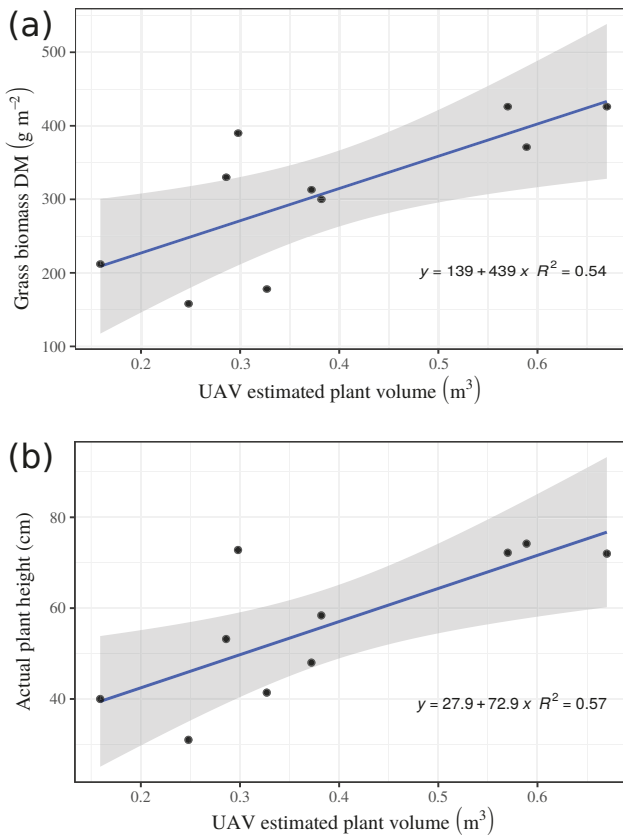 (a)
Grass biomass DM (g m⁻²)
500
400
300
200
100
y = 139 + 439 x R² = 0.54
0.2 0.3 0.4 0.5 0.6
UAV estimated plant volume (m³)
(b)
Actual plant height (cm)
80
60
40
y = 27.9 + 72.9 x R² = 0.57
0.2 0.3 0.4 0.5 0.6
UAV estimated plant volume (m³)